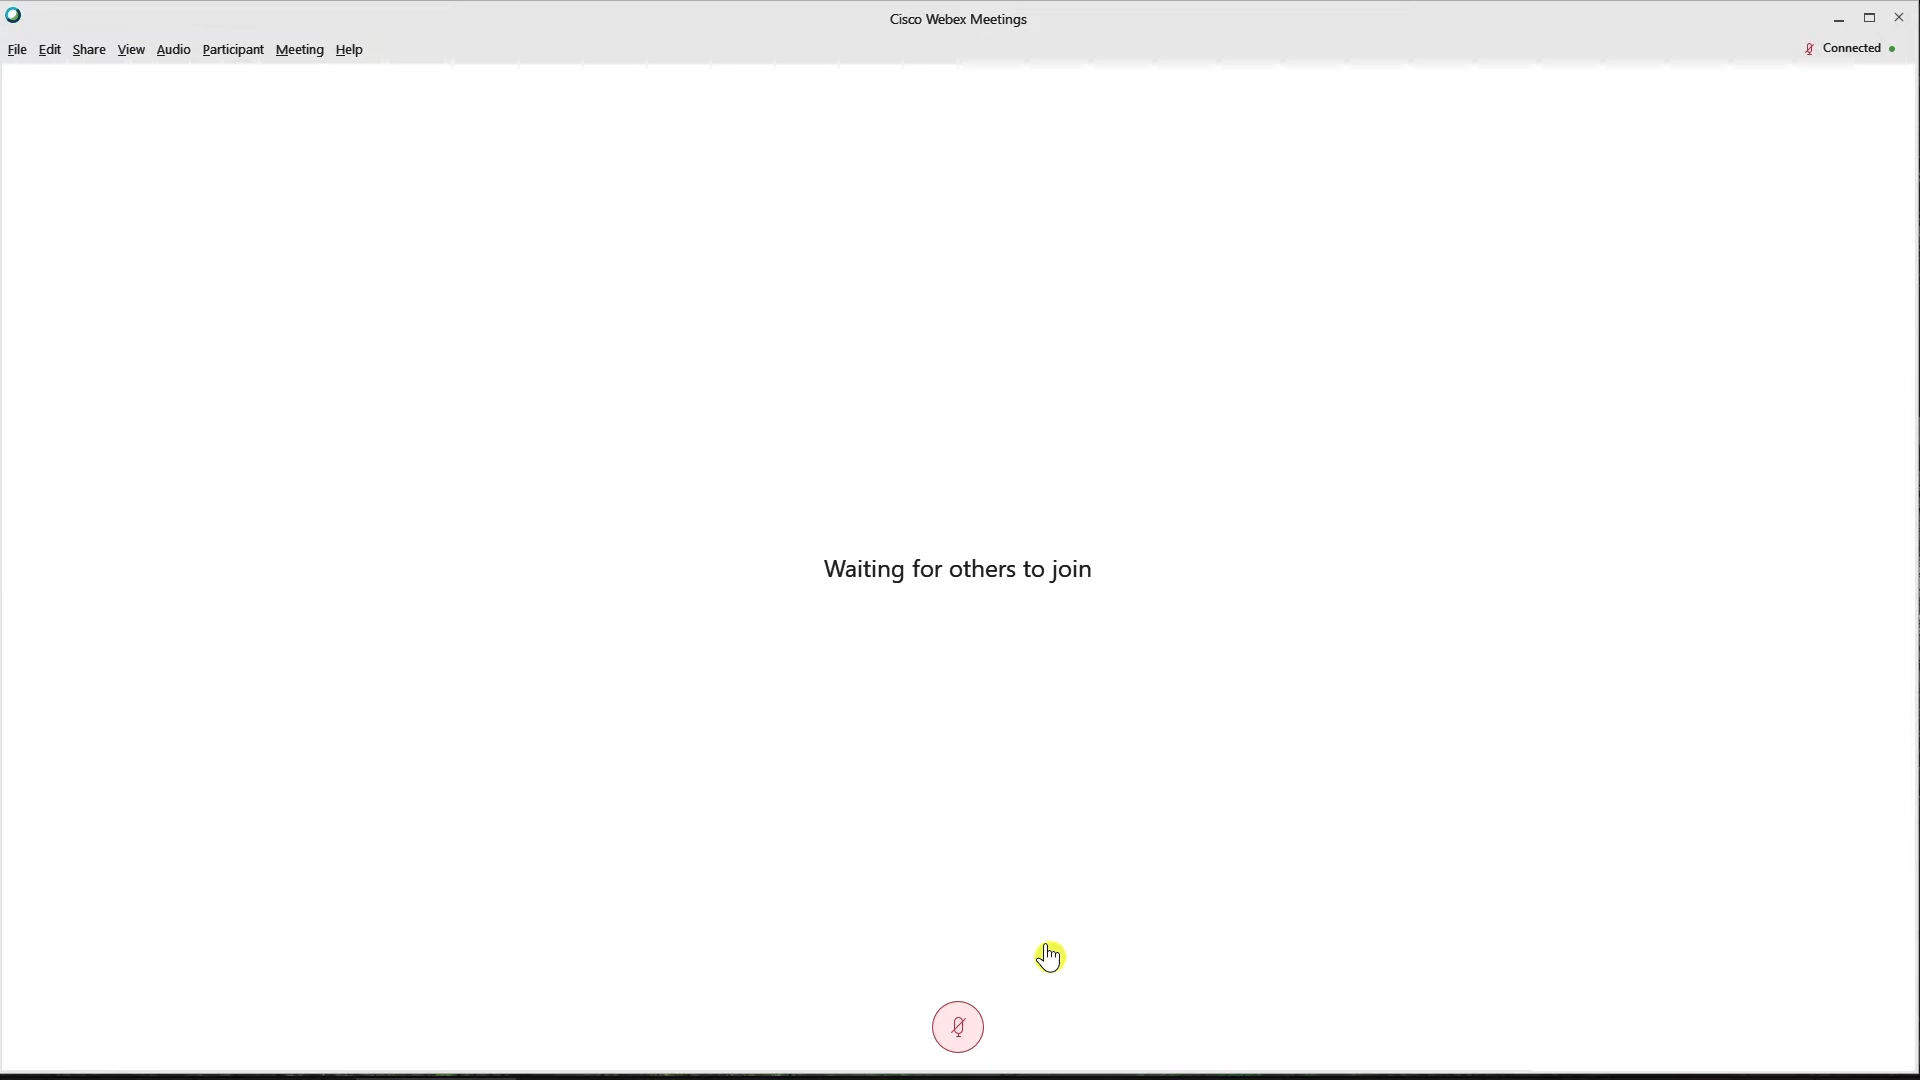 Cisco Webex Meetings
File Edit Share View Audio Participant Meeting Help
Connected
Waiting for others to join